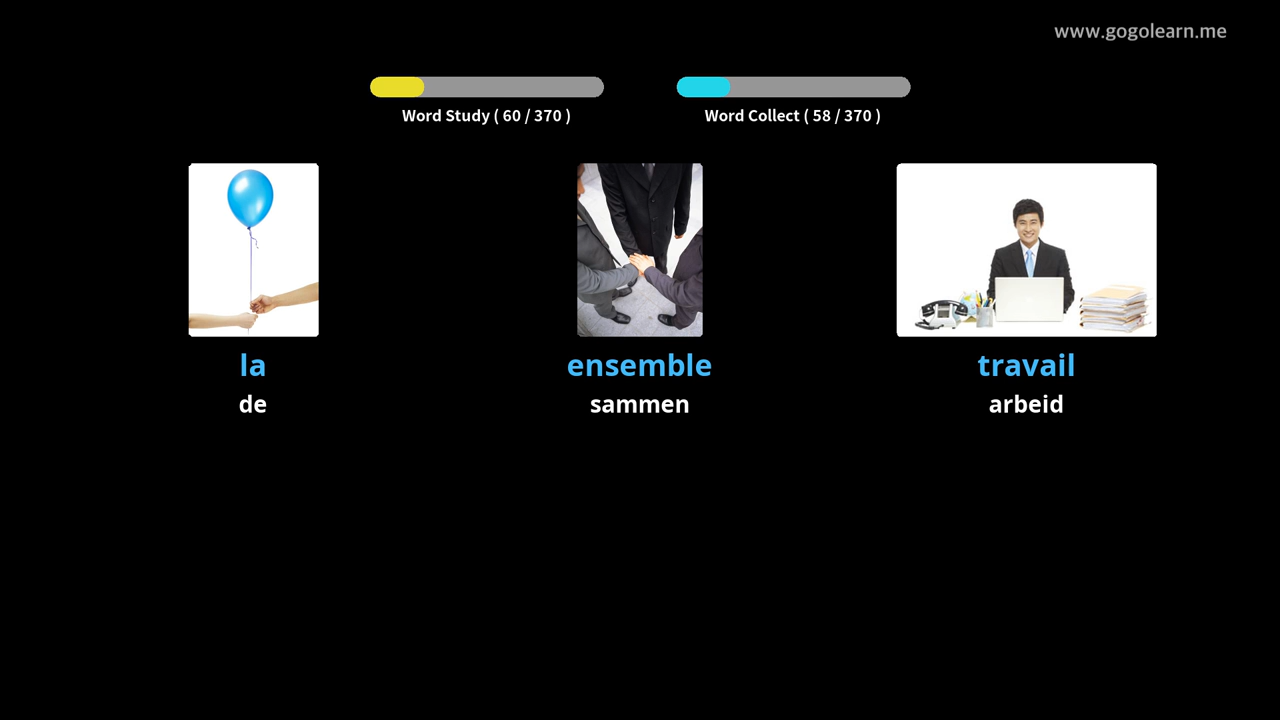 www.gogolearn.me
Word Study ( 60 / 370 )
Word Collect ( 58 / 370 )
la
de
ensemble
sammen
travail
arbeid